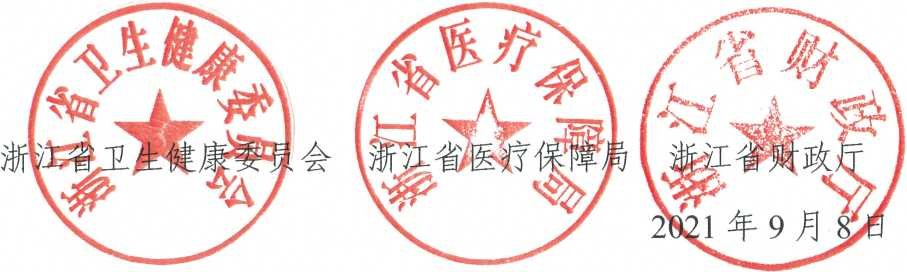 浙江省卫生健康委员会
浙江省医疗保障局
浙江省财政厅
浙江省卫生健康委员会 浙江省医疗保障局 浙江省财政厅
2021 年 9 月 8 日